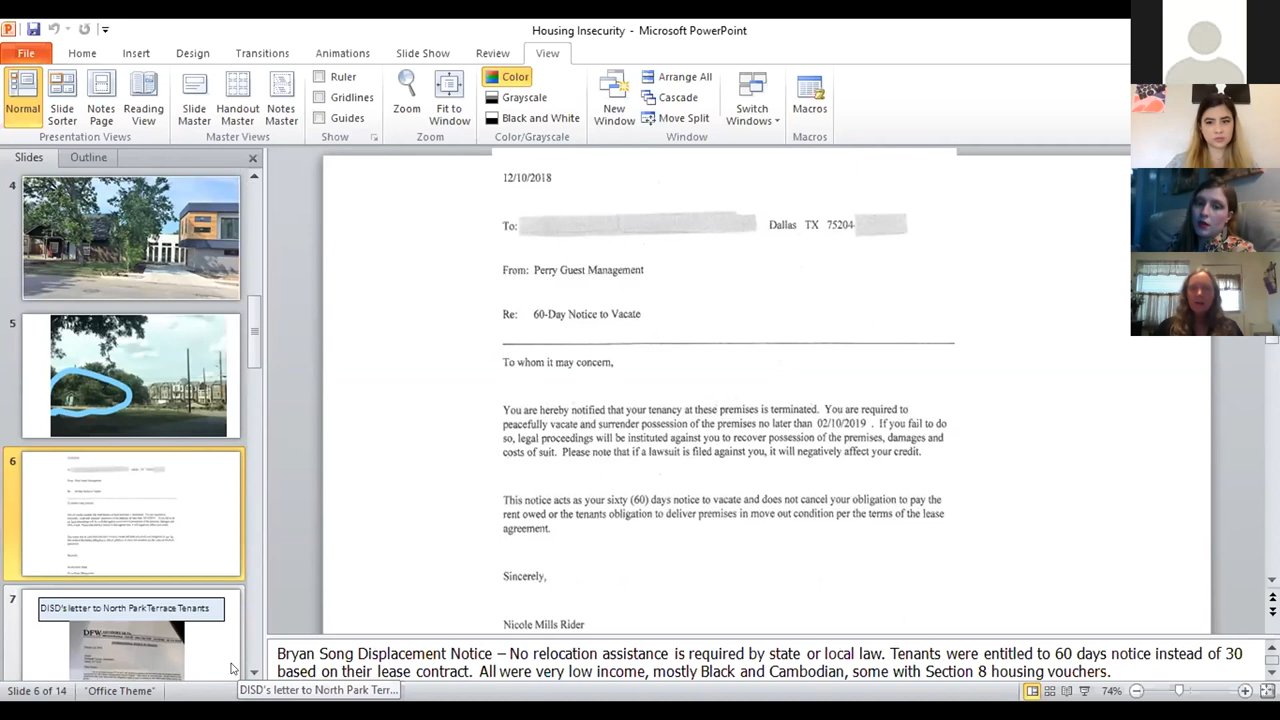 Housing Insecurity - Microsoft PowerPoint
File Home Insert Design Transitions Animations Slide Show Review View
Normal
Slide Sorter
Notes Page
Reading View
Presentation Views
Slide Master
Handout Master
Notes Master
Master Views
Ruler
Gridlines
Guides
Show
Zoom
Fit to Window
Zoom
Color
Grayscale
Black and White
Color/Grayscale
New Window
Arrange All
Cascade
Move Split
Window
Switch Windows
Macros
Macros
Slides Outline
4
5
6
7
DISD's letter to North Park Terrace Tenants
DFW
12/10/2018
To: Dallas TX 75204-
From: Perry Guest Management
Re: 60-Day Notice to Vacate
To whom it may concern,
You are hereby notified that your tenancy at these premises is terminated. You are required to
peacefully vacate and surrender possession of the premises no later than 02/10/2019 . If you fail to do
so, legal proceedings will be instituted against you to recover possession of the premises, damages and
costs of suit. Please note that if a lawsuit is filed against you, it will negatively affect your credit.
This notice acts as your sixty (60) days notice to vacate and does not cancel your obligation to pay the
rent owed or the tenants obligation to deliver premises in move out condition per the terms of the lease
agreement.
Sincerely,
Nicole Mills Rider
Bryan Song Displacement Notice – No relocation assistance is required by state or local law. Tenants were entitled to 60 days notice instead of 30
based on their lease contract. All were very low income, mostly Black and Cambodian, some with Section 8 housing vouchers.
Slide 6 of 14 "Office Theme" DISD's letter to North Park Terr... 74%